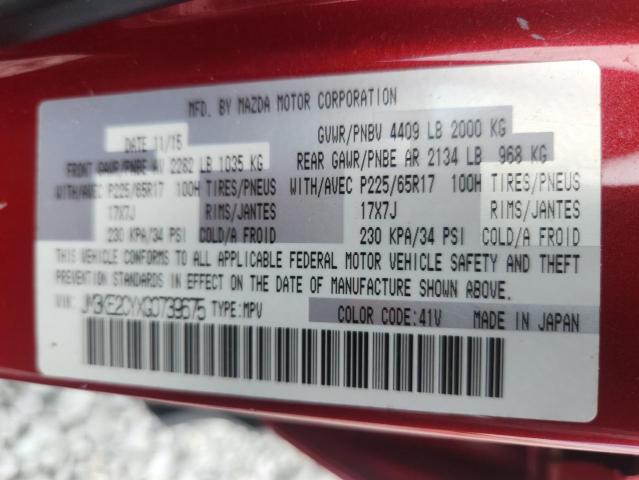 MFD. BY MAZDA MOTOR CORPORATION
DATE 11/15 GVWR/PNBV 4409 LB 2000 KG
FRONT GAWR/PNBE AV 2282 LB 1035 KG REAR GAWR/PNBE AR 2134 LB 968 KG
WITH/AVEC P225/65R17 100H TIRES/PNEUS WITH/AVEC P225/65R17 100H TIRES/PNEUS
17X7J RIMS/JANTES 17X7J RIMS/JANTES
230 KPA/34 PSI COLD/A FROID 230 KPA/34 PSI COLD/A FROID
THIS VEHICLE CONFORMS TO ALL APPLICABLE FEDERAL MOTOR VEHICLE SAFETY AND THEFT
PREVENTION STANDARDS IN EFFECT ON THE DATE OF MANUFACTURE SHOWN ABOVE.
VIN: JM3KE2CYXG0739675 TYPE:MPV COLOR CODE:41V MADE IN JAPAN